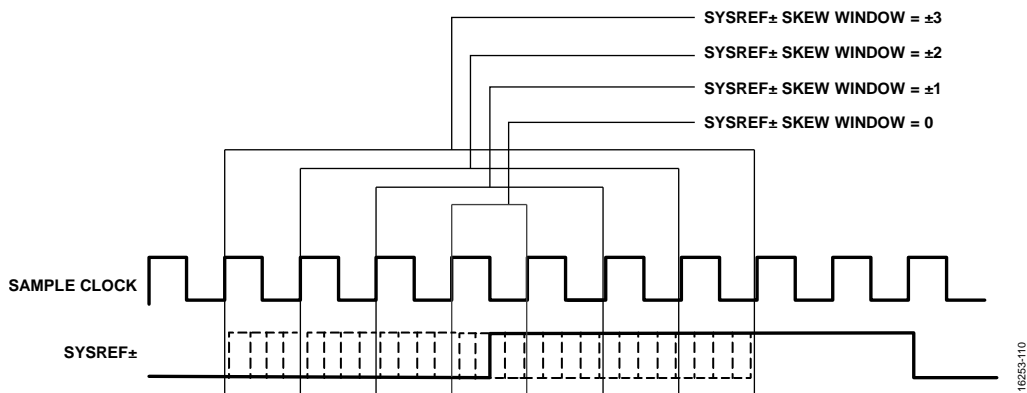 SYSREF± SKEW WINDOW = ±3
SYSREF± SKEW WINDOW = ±2
SYSREF± SKEW WINDOW = ±1
SYSREF± SKEW WINDOW = 0
SAMPLE CLOCK
SYSREF±
16253-110